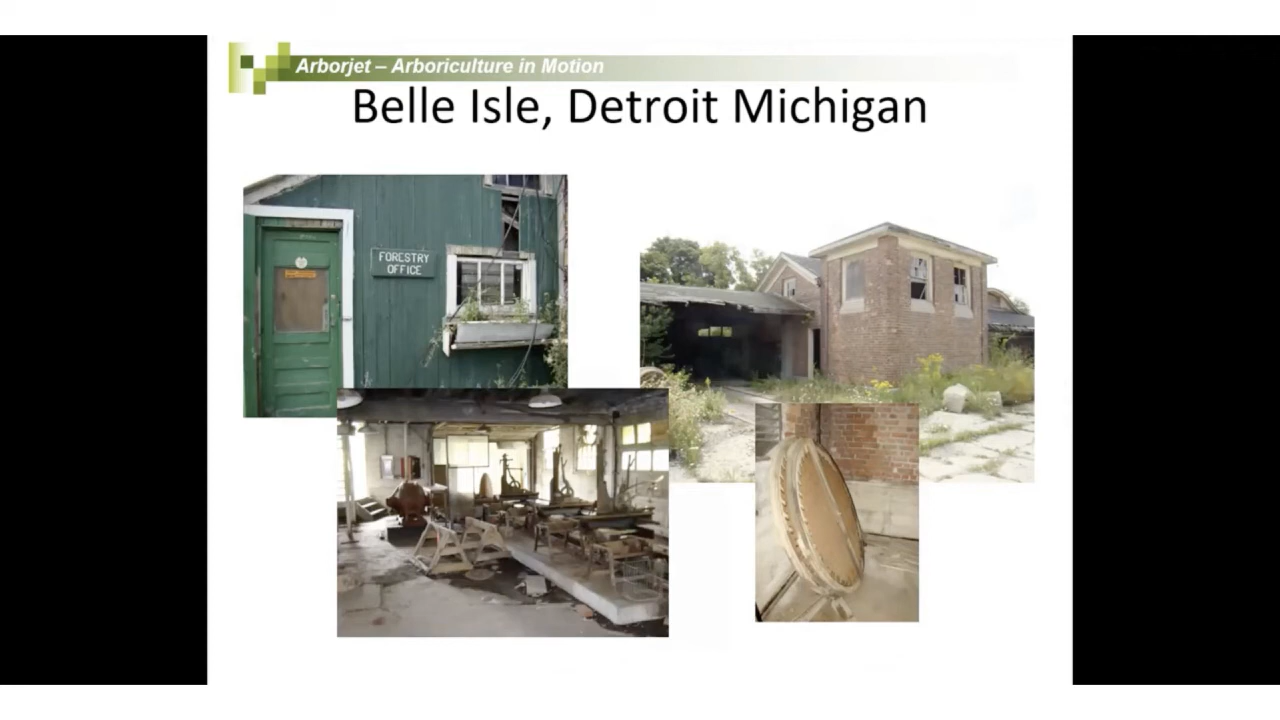 Arborjet – Arboriculture in Motion
Belle Isle, Detroit Michigan
FORESTRY
OFFICE